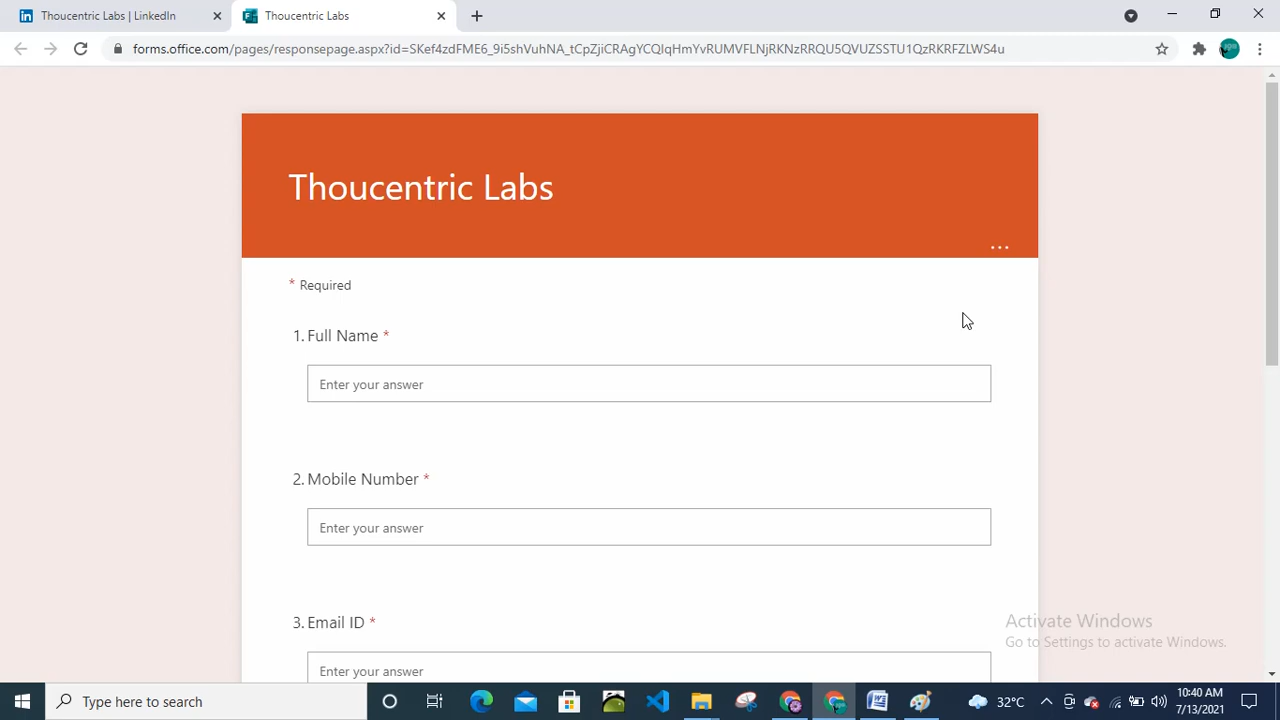 Thoucentric Labs | LinkedIn
Thoucentric Labs
forms.office.com/pages/responsepage.aspx?id=SKef4zdFME6_9i5shVuhNA_tCpZjiCRAgYCQIqHmYvRUMVFLNjRKNzRRQU5QVUZSSTU1QzRKRFZLWS4u
Thoucentric Labs
...
* Required
1. Full Name *
Enter your answer
2. Mobile Number *
Enter your answer
3. Email ID *
Enter your answer
Activate Windows
Go to Settings to activate Windows.
Type here to search
32°C
10:40 AM
7/13/2021